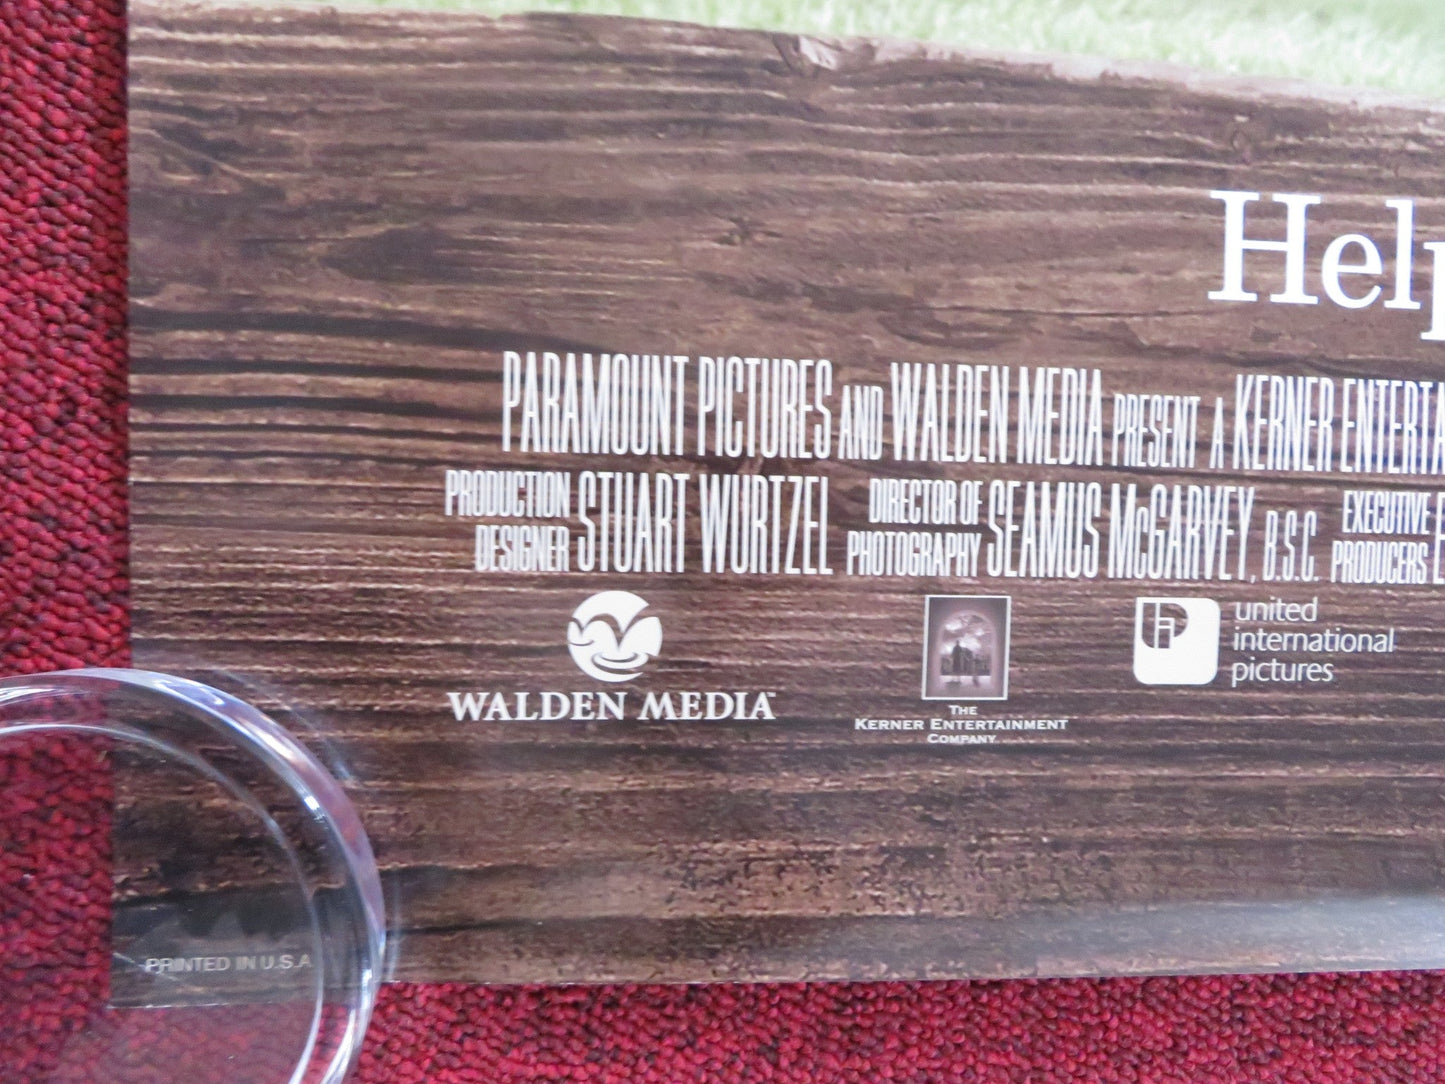 Help
PARAMOUNT PICTURES AND WALDEN MEDIA PRESENT A KERNER ENTERTA
PRODUCTION DESIGNER STUART WURTZEL DIRECTOR OF PHOTOGRAPHY SEAMUS McGARVEY, B.S.C. EXECUTIVE PRODUCERS
WALDEN MEDIA™
THE
KERNER ENTERTAINMENT
COMPANY
united
international
pictures
PRINTED IN U.S.A